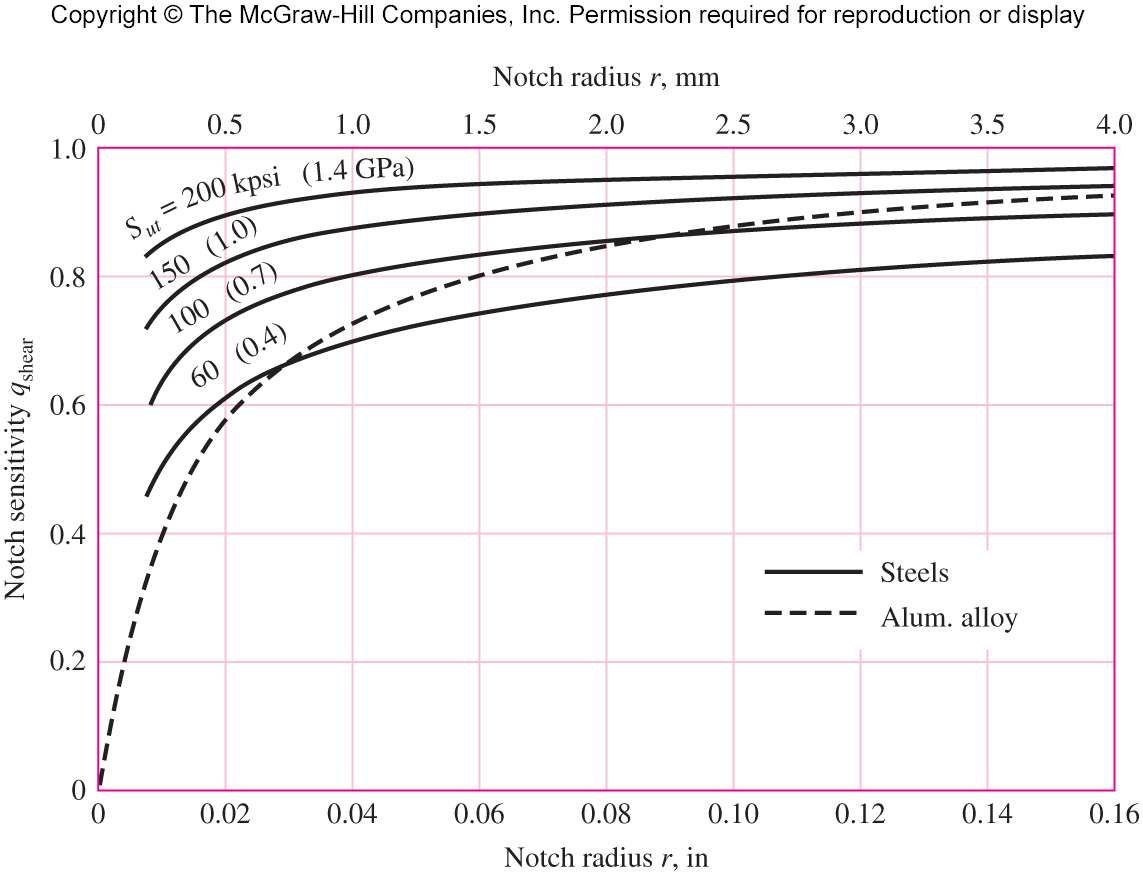 Copyright © The McGraw-Hill Companies, Inc. Permission required for reproduction or display
Notch radius r, mm
0 0.5 1.0 1.5 2.0 2.5 3.0 3.5 4.0
1.0
0.8
0.6
0.4
0.2
0
Notch sensitivity qshear
Sut = 200 kpsi (1.4 GPa)
150 (1.0)
100 (0.7)
60 (0.4)
Steels
Alum. alloy
0 0.02 0.04 0.06 0.08 0.10 0.12 0.14 0.16
Notch radius r, in